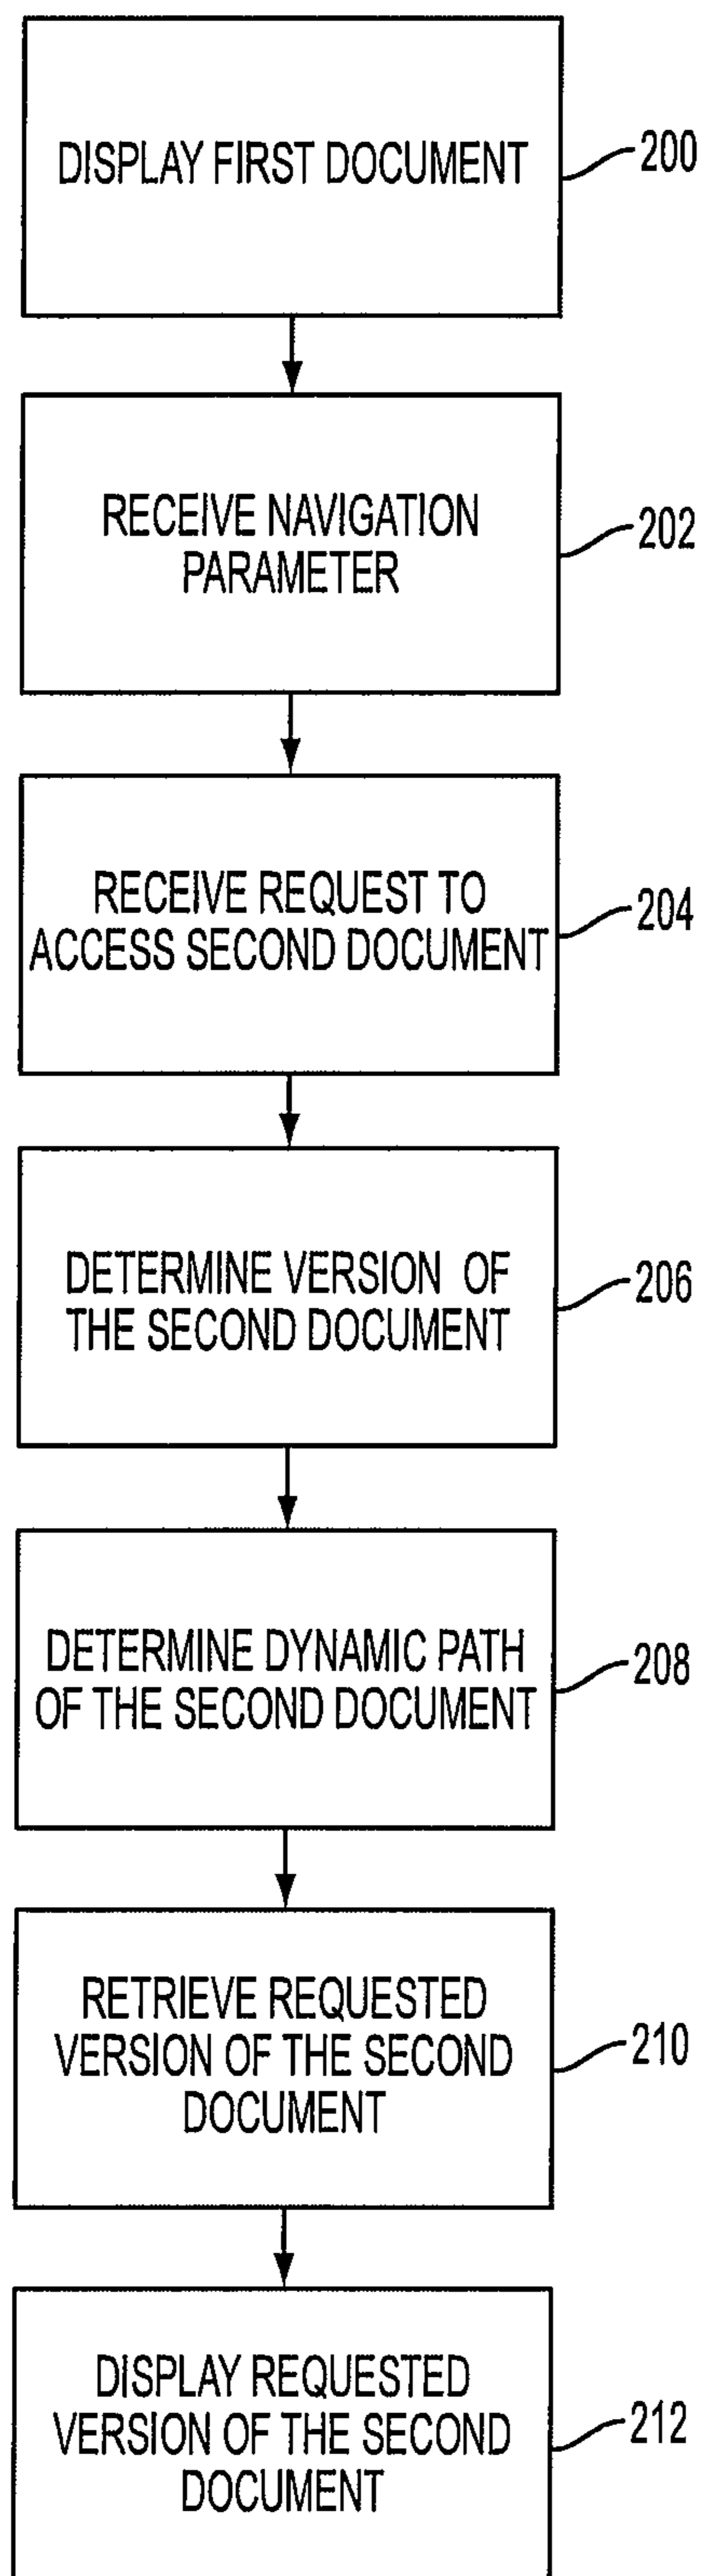 DISPLAY FIRST DOCUMENT
200
RECEIVE NAVIGATION
PARAMETER
202
RECEIVE REQUEST TO
ACCESS SECOND DOCUMENT
204
DETERMINE VERSION OF
THE SECOND DOCUMENT
206
DETERMINE DYNAMIC PATH
OF THE SECOND DOCUMENT
208
RETRIEVE REQUESTED
VERSION OF THE SECOND
DOCUMENT
210
DISPLAY REQUESTED
VERSION OF THE SECOND
DOCUMENT
212